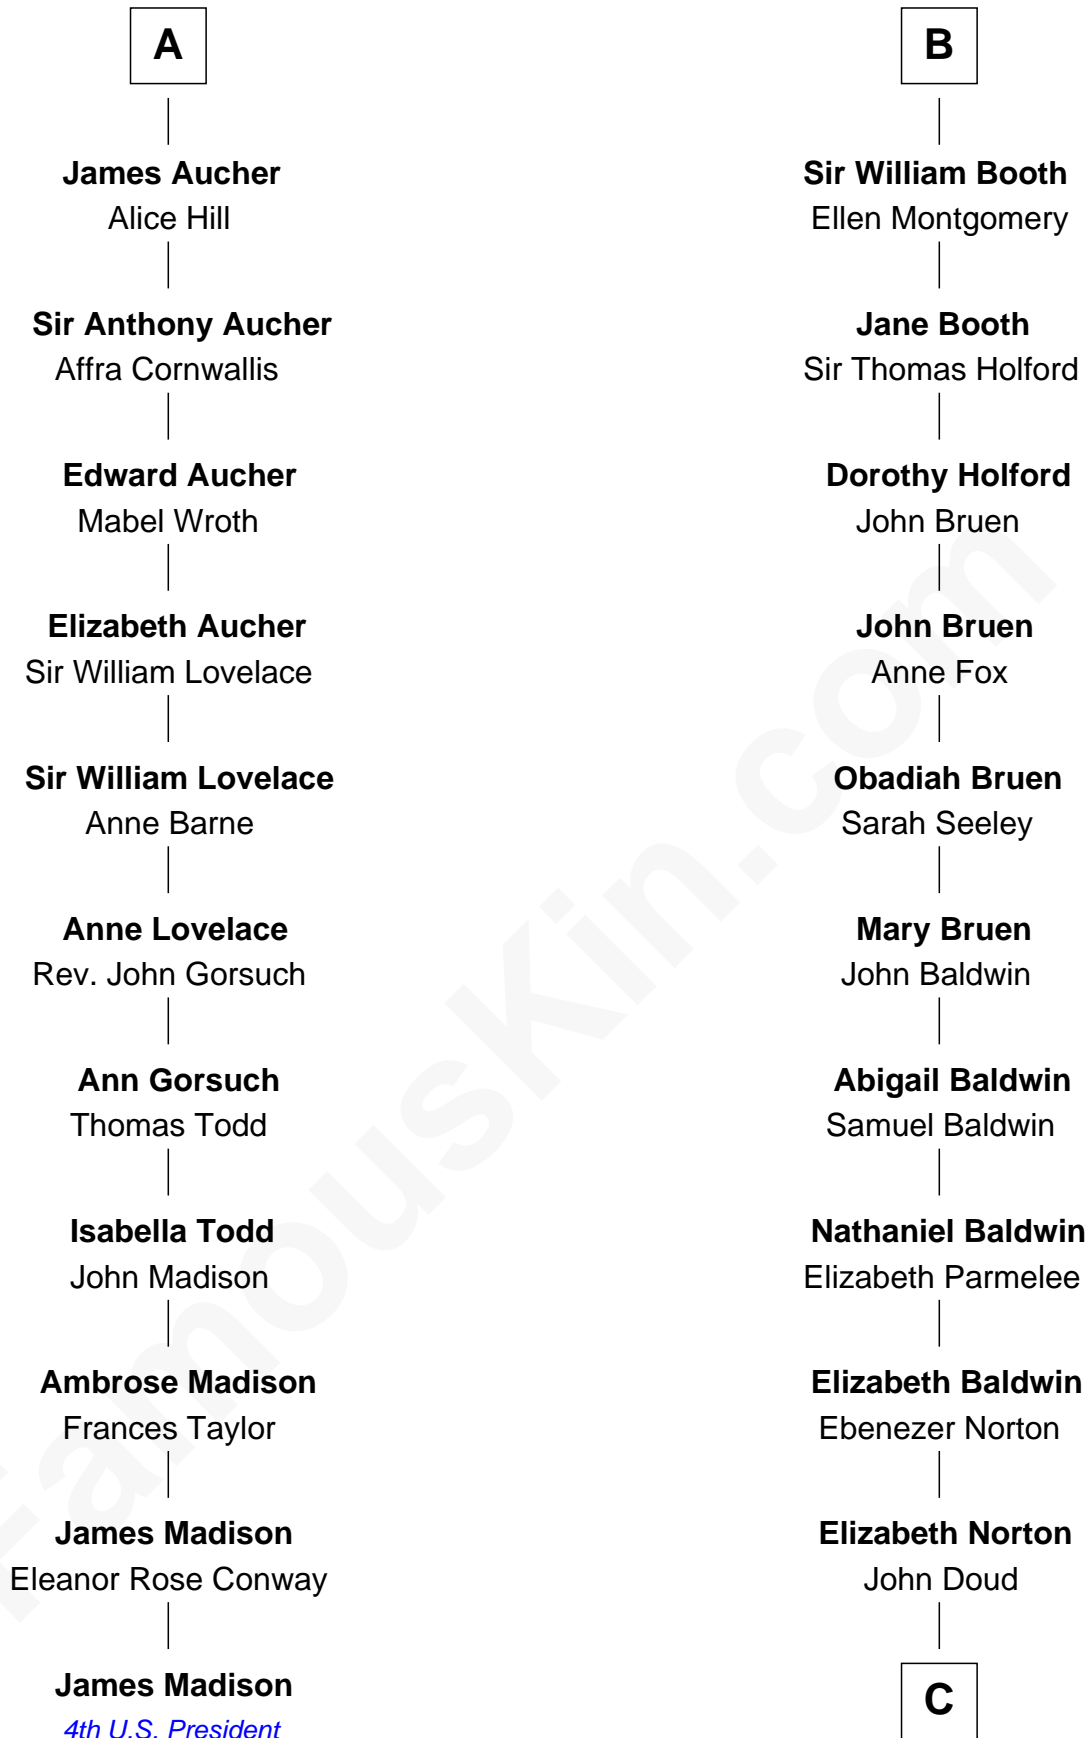 A
James Aucher
Alice Hill
Sir Anthony Aucher
Affra Cornwallis
Edward Aucher
Mabel Wroth
Elizabeth Aucher
Sir William Lovelace
Sir William Lovelace
Anne Barne
Anne Lovelace
Rev. John Gorsuch
Ann Gorsuch
Thomas Todd
Isabella Todd
John Madison
Ambrose Madison
Frances Taylor
James Madison
Eleanor Rose Conway
James Madison
4th U.S. President
B
Sir William Booth
Ellen Montgomery
Jane Booth
Sir Thomas Holford
Dorothy Holford
John Bruen
John Bruen
Anne Fox
Obadiah Bruen
Sarah Seeley
Mary Bruen
John Baldwin
Abigail Baldwin
Samuel Baldwin
Nathaniel Baldwin
Elizabeth Parmelee
Elizabeth Baldwin
Ebenezer Norton
Elizabeth Norton
John Doud
C
FamousKin.com